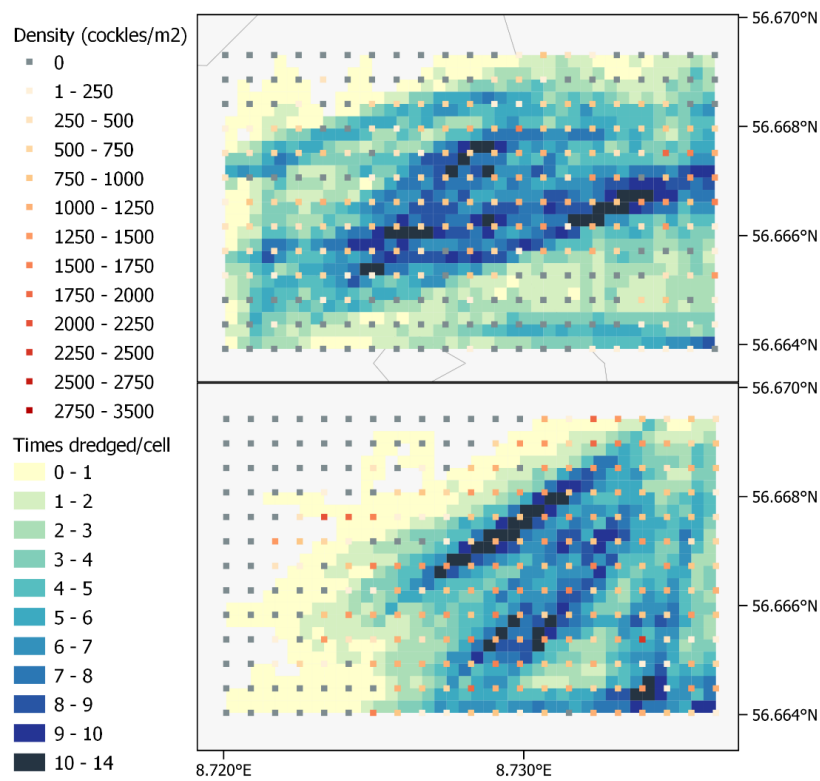 Density (cockles/m2)
0
1 - 250
250 - 500
500 - 750
750 - 1000
1000 - 1250
1250 - 1500
1500 - 1750
1750 - 2000
2000 - 2250
2250 - 2500
2500 - 2750
2750 - 3500
Times dredged/cell
0 - 1
1 - 2
2 - 3
3 - 4
4 - 5
5 - 6
6 - 7
7 - 8
8 - 9
9 - 10
10 - 14
56.670°N
56.668°N
56.666°N
56.664°N
56.670°N
56.668°N
56.666°N
56.664°N
8.720°E
8.730°E